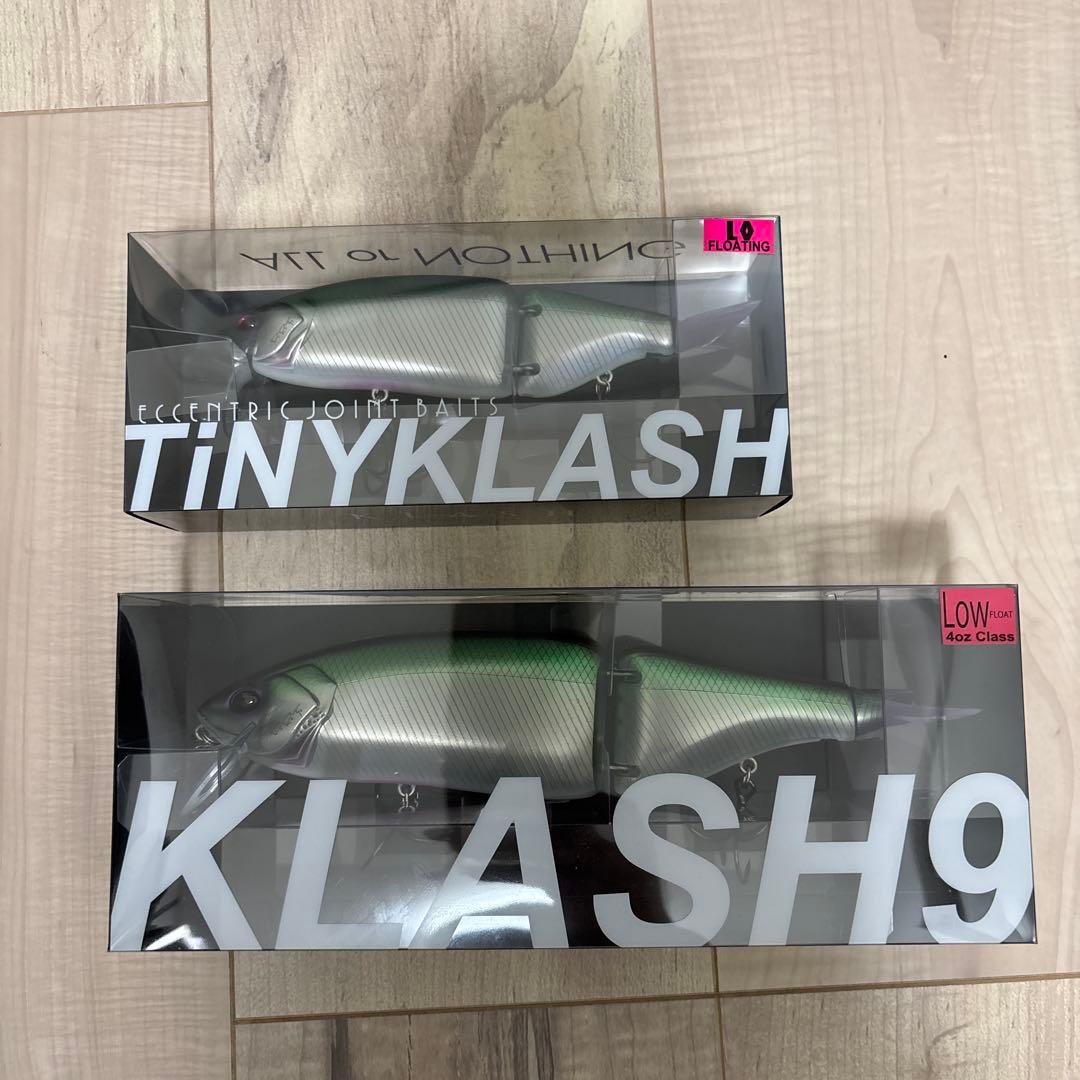 LO
FLOATING
ALL or NOTHING
ECCENTRIC JOINT BAITS
TiNYKLASH
LOW FLOAT
4oz Class
KLASH9